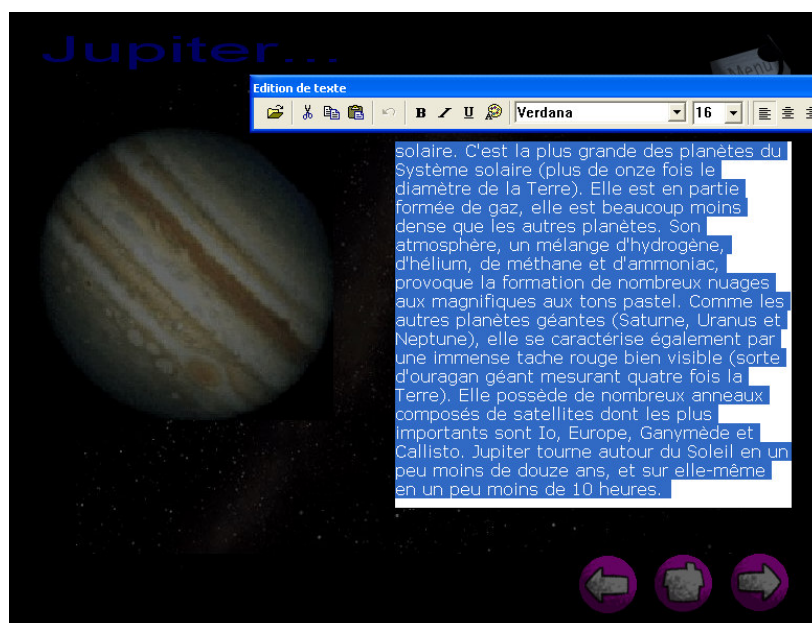 Jupiter...
Menu
Edition de texte
B I U Verdana 16
solaire. C'est la plus grande des planètes du
Système solaire (plus de onze fois le
diamètre de la Terre). Elle est en partie
formée de gaz, elle est beaucoup moins
dense que les autres planètes. Son
atmosphère, un mélange d'hydrogène,
d'hélium, de méthane et d'ammoniac,
provoque la formation de nombreux nuages
aux magnifiques aux tons pastel. Comme les
autres planètes géantes (Saturne, Uranus et
Neptune), elle se caractérise également par
une immense tache rouge bien visible (sorte
d'ouragan géant mesurant quatre fois la
Terre). Elle possède de nombreux anneaux
composés de satellites dont les plus
importants sont Io, Europe, Ganymède et
Callisto. Jupiter tourne autour du Soleil en un
peu moins de douze ans, et sur elle-même
en un peu moins de 10 heures.